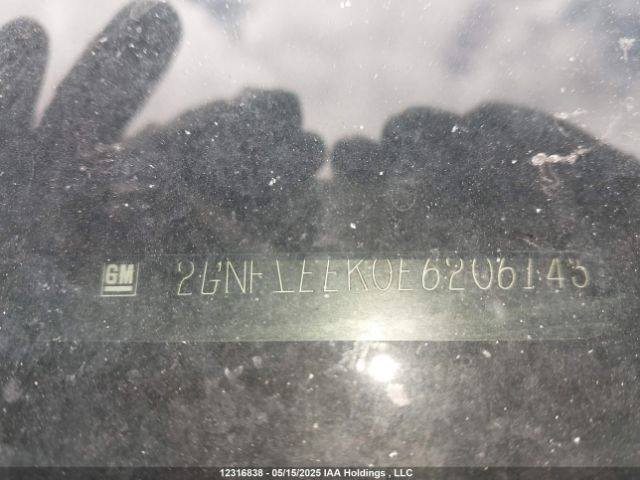 GM 2GNFLEEK0E6206143
12316838 - 05/15/2025 IAA Holdings , LLC